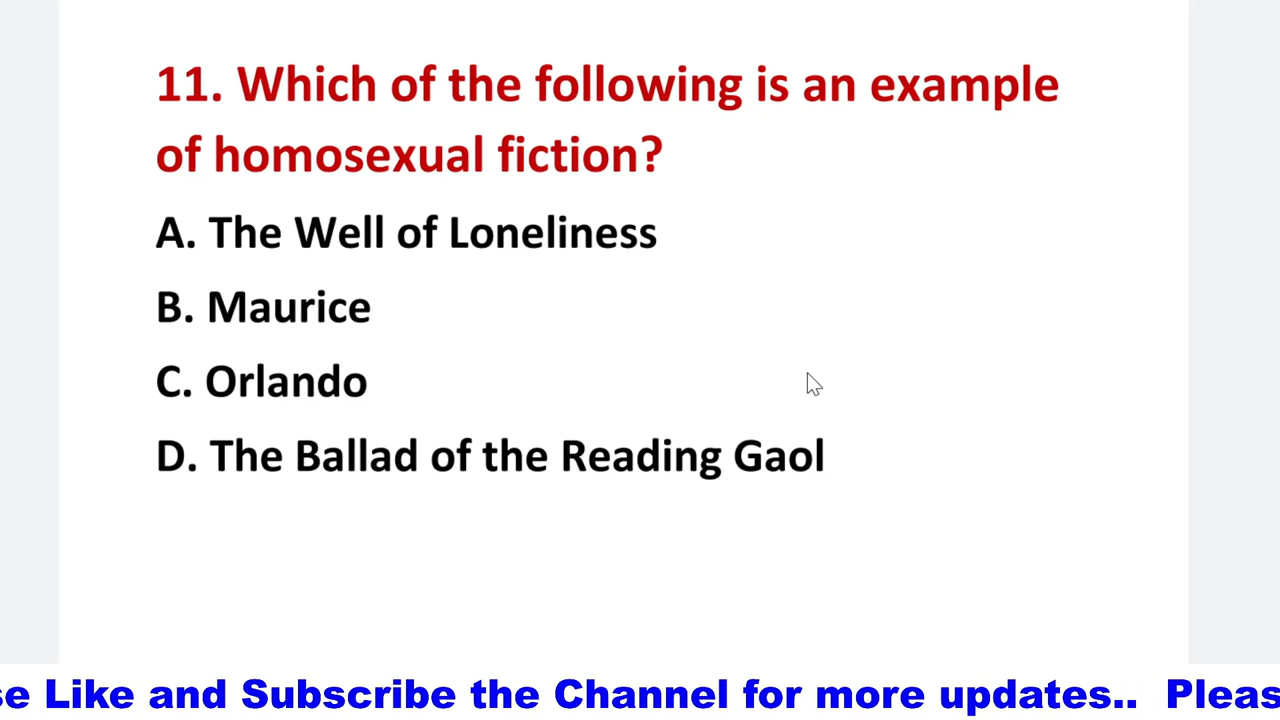 11. Which of the following is an example
of homosexual fiction?
A. The Well of Loneliness
B. Maurice
C. Orlando
D. The Ballad of the Reading Gaol
se Like and Subscribe the Channel for more updates.. Pleas